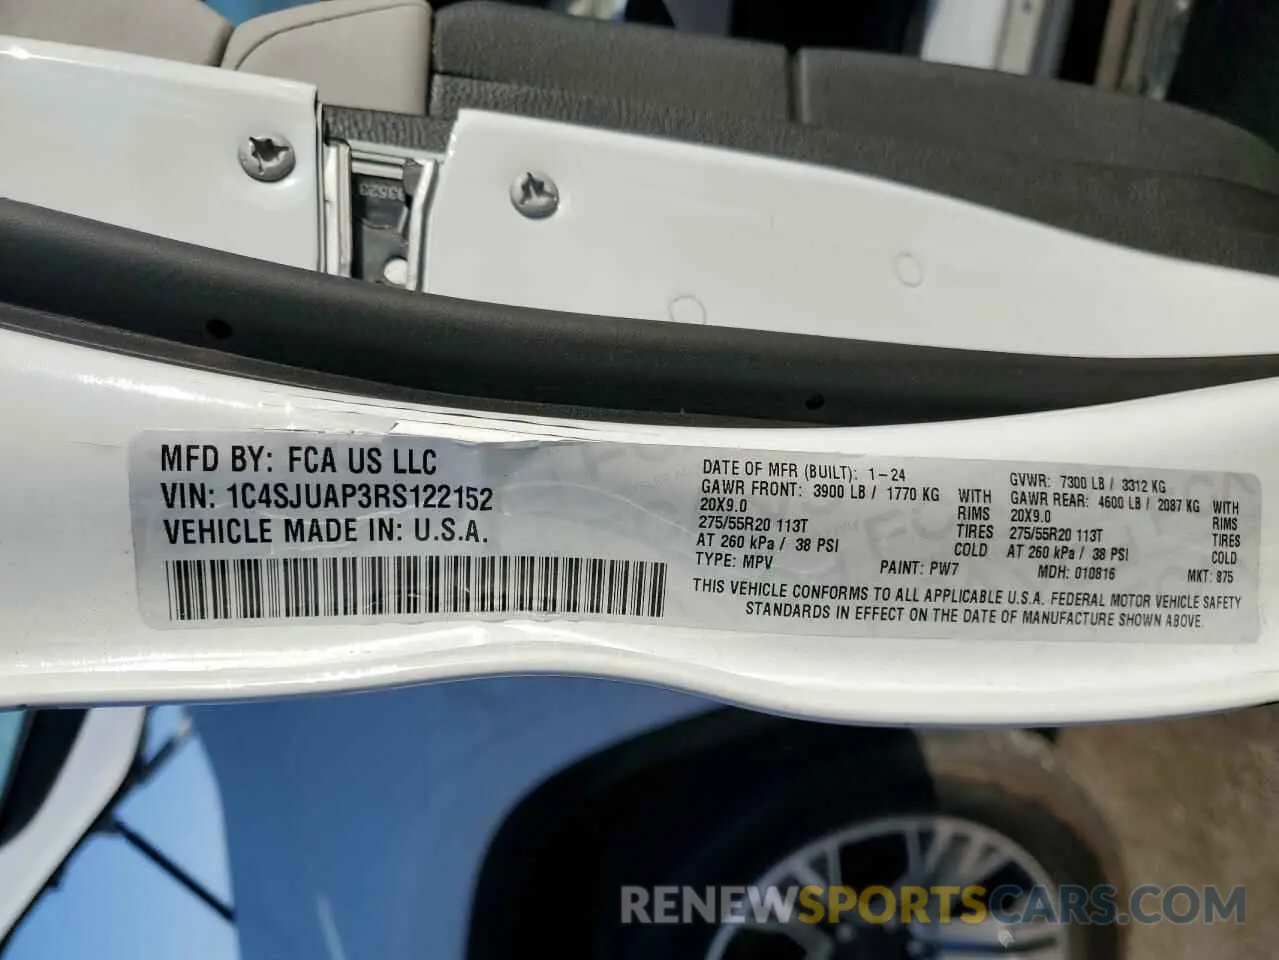 MFD BY: FCA US LLC
VIN: 1C4SJUAP3RS122152
VEHICLE MADE IN: U.S.A.
DATE OF MFR (BUILT): 1-24
GAWR FRONT: 3900 LB / 1770 KG WITH
20X9.0 RIMS
275/55R20 113T TIRES
AT 260 kPa / 38 PSI COLD
TYPE: MPV PAINT: PW7
GVWR: 7300 LB / 3312 KG
GAWR REAR: 4600 LB / 2087 KG WITH
20X9.0 RIMS
275/55R20 113T TIRES
AT 260 kPa / 38 PSI COLD
MDH: 010816 MKT: 875
THIS VEHICLE CONFORMS TO ALL APPLICABLE U.S.A. FEDERAL MOTOR VEHICLE SAFETY
STANDARDS IN EFFECT ON THE DATE OF MANUFACTURE SHOWN ABOVE.
RENEWSPORTSCARS.COM